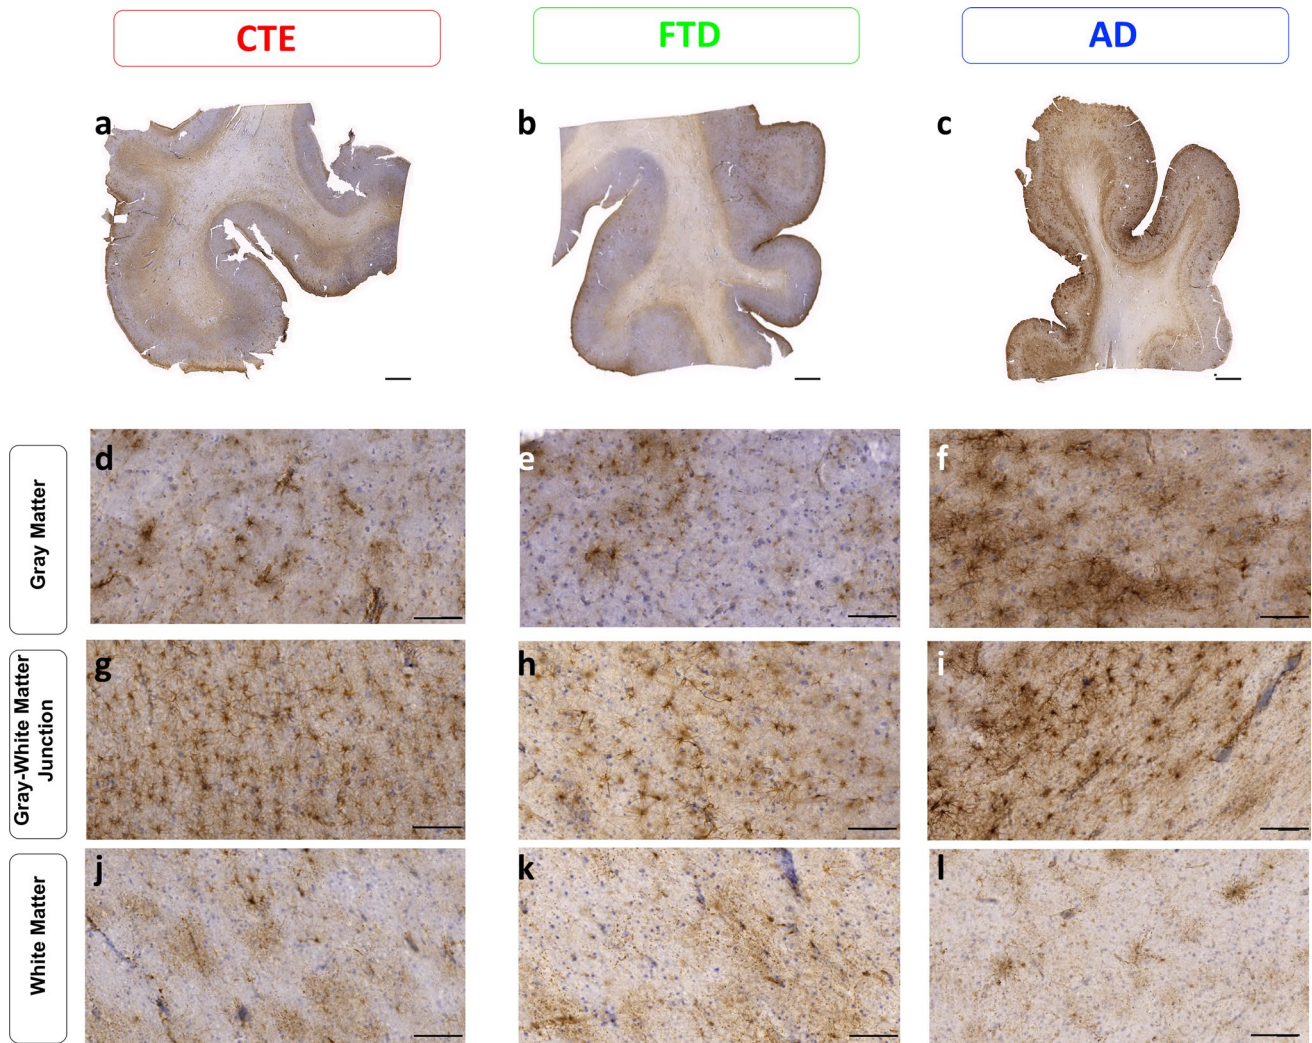 CTE
FTD
AD
a
b
c
Gray Matter
d
e
f
Gray-White Matter
Junction
g
h
i
White Matter
j
k
l